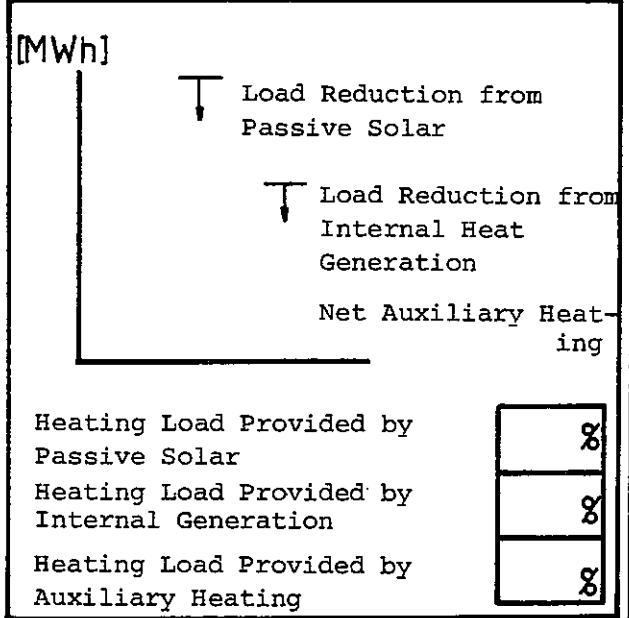 [MWh]
Load Reduction from
Passive Solar
Load Reduction from
Internal Heat
Generation
Net Auxiliary Heat-
ing
Heating Load Provided by
Passive Solar
%
Heating Load Provided by
Internal Generation
%
Heating Load Provided by
Auxiliary Heating
%